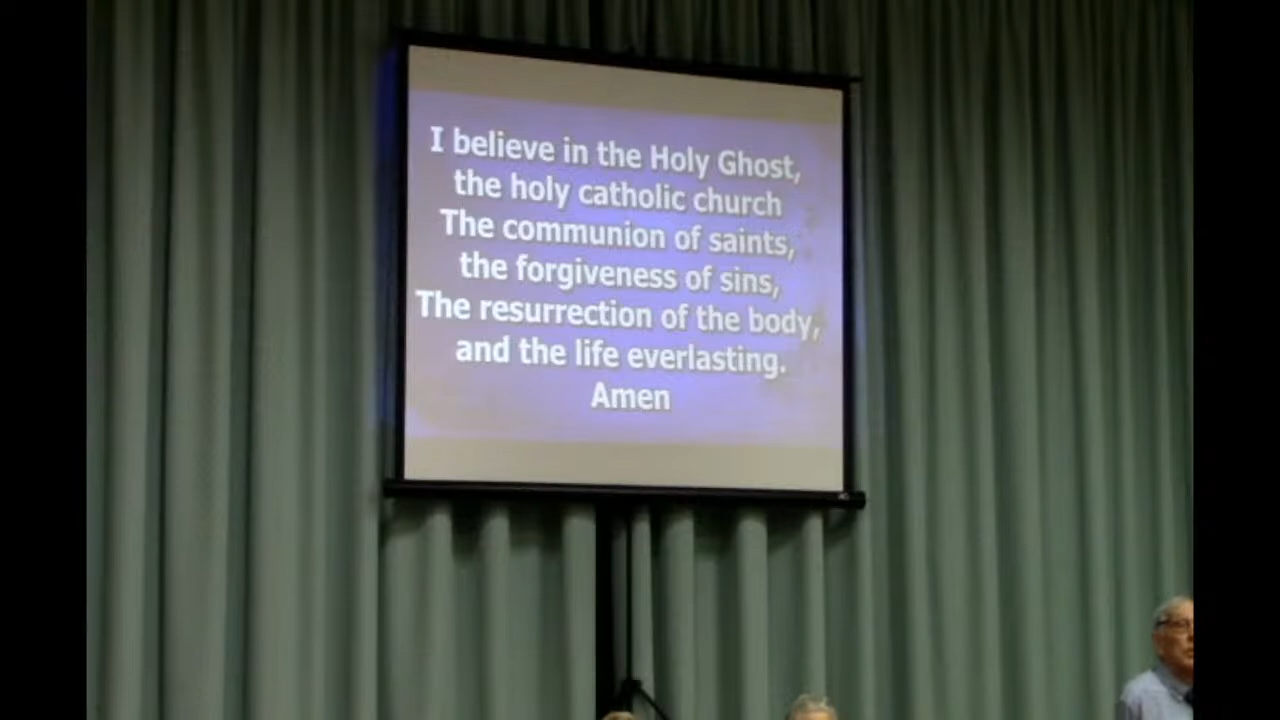 I believe in the Holy Ghost,
the holy catholic church
The communion of saints,
the forgiveness of sins,
The resurrection of the body,
and the life everlasting.
Amen